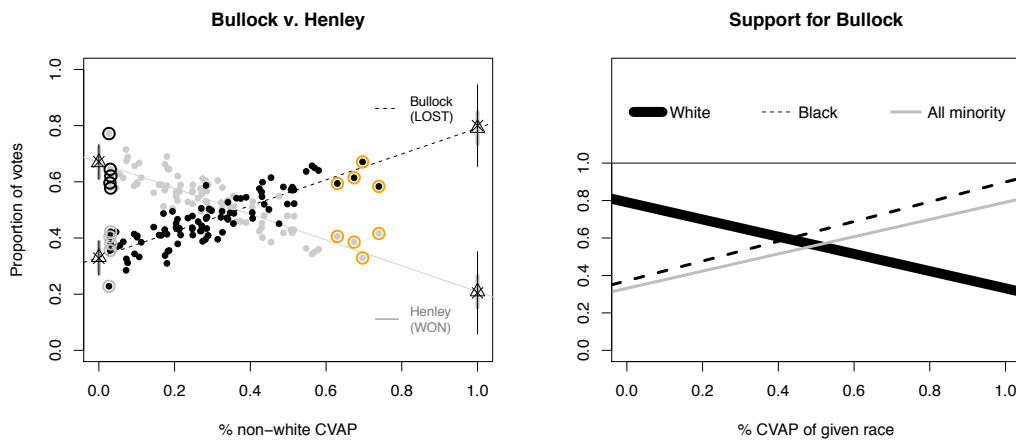 Bullock v. Henley
Proportion of votes
1.0
0.8
0.6
0.4
0.2
0.0
Bullock
(LOST)
Henley
(WON)
0.0 0.2 0.4 0.6 0.8 1.0
% non−white CVAP
Support for Bullock
White Black All minority
1.0
0.8
0.6
0.4
0.2
0.0
0.0 0.2 0.4 0.6 0.8 1.0
% CVAP of given race